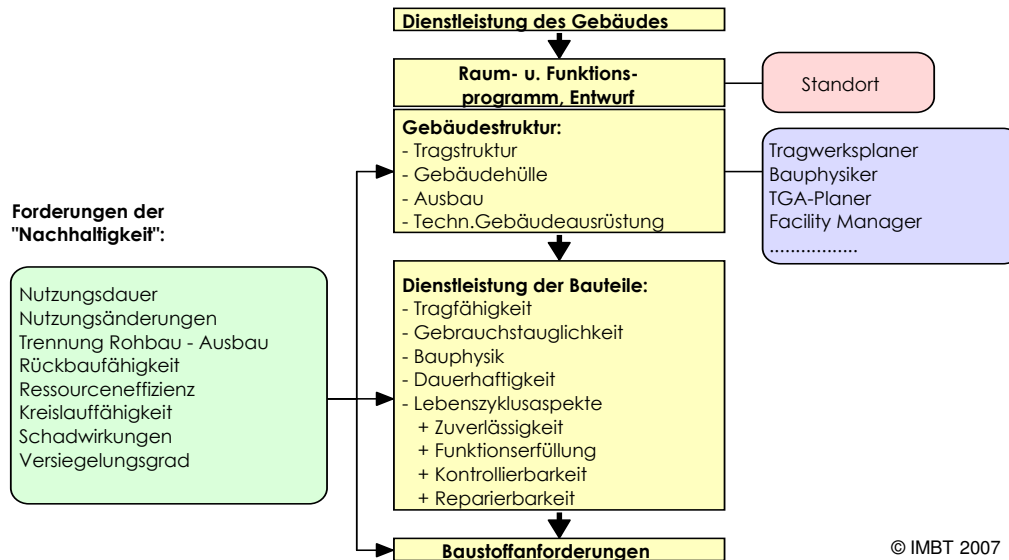 Dienstleistung des Gebäudes
Raum- u. Funktions-
programm, Entwurf
Standort
Gebäudestruktur:
- Tragstruktur
- Gebäudehülle
- Ausbau
- Techn.Gebäudeausrüstung
Tragwerksplaner
Bauphysiker
TGA-Planer
Facility Manager
.................
Forderungen der
"Nachhaltigkeit":
Nutzungsdauer
Nutzungsänderungen
Trennung Rohbau - Ausbau
Rückbaufähigkeit
Ressourceneffizienz
Kreislauffähigkeit
Schadwirkungen
Versiegelungsgrad
Dienstleistung der Bauteile:
- Tragfähigkeit
- Gebrauchstauglichkeit
- Bauphysik
- Dauerhaftigkeit
- Lebenszyklusaspekte
+ Zuverlässigkeit
+ Funktionserfüllung
+ Kontrollierbarkeit
+ Reparierbarkeit
Baustoffanforderungen
© IMBT 2007